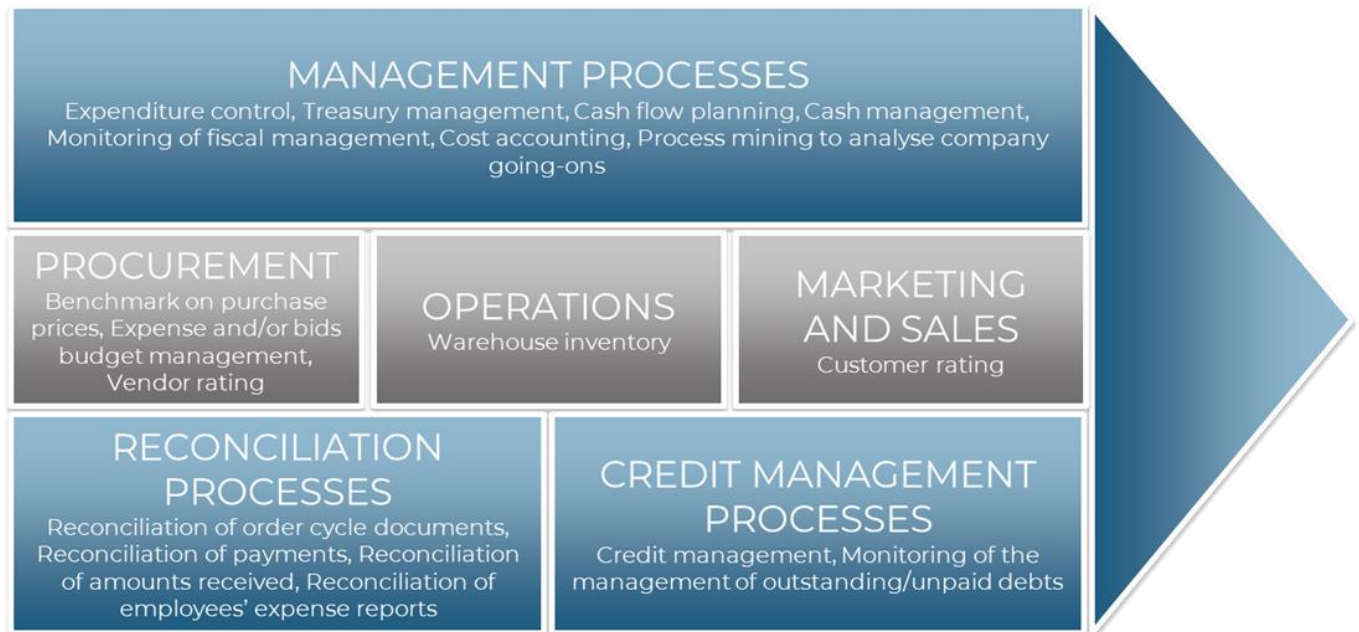 MANAGEMENT PROCESSES
Expenditure control, Treasury management, Cash flow planning, Cash management,
Monitoring of fiscal management, Cost accounting, Process mining to analyse company
going-ons
PROCUREMENT
Benchmark on purchase
prices, Expense and/or bids
budget management,
Vendor rating
OPERATIONS
Warehouse inventory
MARKETING
AND SALES
Customer rating
RECONCILIATION
PROCESSES
Reconciliation of order cycle documents,
Reconciliation of payments, Reconciliation
of amounts received, Reconciliation of
employees’ expense reports
CREDIT MANAGEMENT
PROCESSES
Credit management, Monitoring of the
management of outstanding/unpaid debts